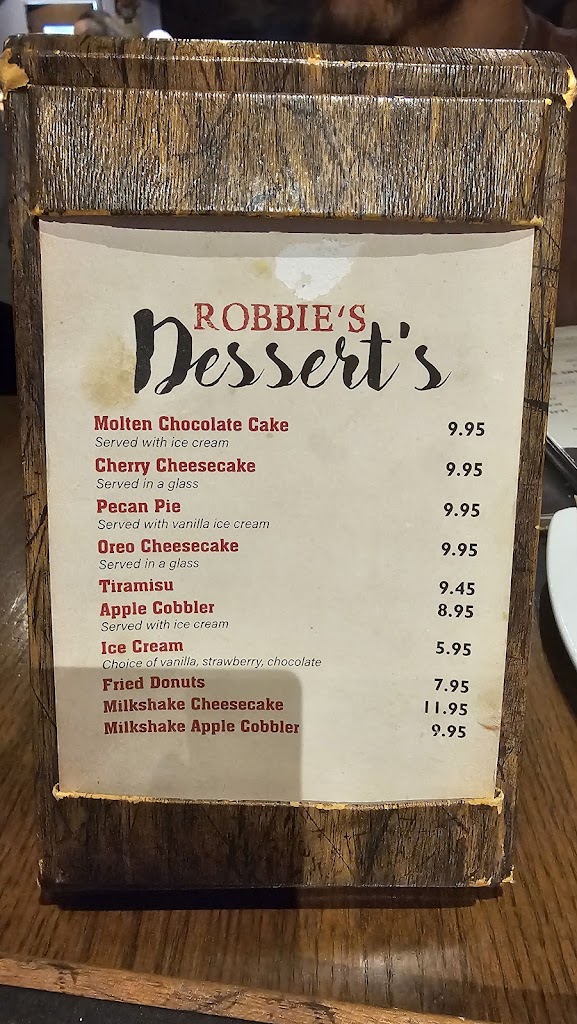 ROBBIE'S
Dessert's
Molten Chocolate Cake 9.95
Served with ice cream
Cherry Cheesecake 9.95
Served in a glass
Pecan Pie 9.95
Served with vanilla ice cream
Oreo Cheesecake 9.95
Served in a glass
Tiramisu 9.45
Apple Cobbler 8.95
Served with ice cream
Ice Cream 5.95
Choice of vanilla, strawberry, chocolate
Fried Donuts 7.95
Milkshake Cheesecake 11.95
Milkshake Apple Cobbler 9.95